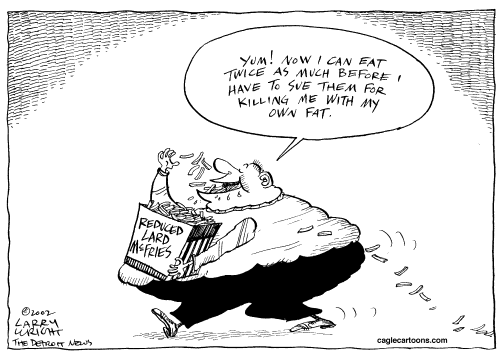 YUM! NOW I CAN EAT
TWICE AS MUCH BEFORE I
HAVE TO SUE THEM FOR
KILLING ME WITH MY
OWN FAT.
REDUCED
LARD
McFRIES
©2002
LARRY
WRIGHT
THE DETROIT NEWS
caglecartoons.com